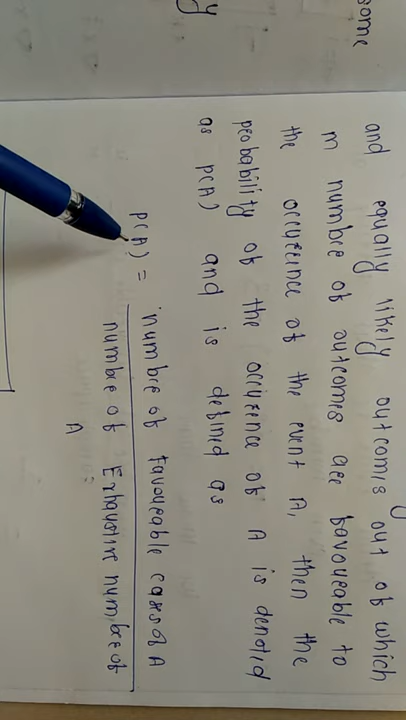 some
y
and equally likely outcomes out of which
m numbre of outcomes are favoureable to
the occurrence of the event A, then the
probability of the occurence of A is denoted
as P(A) and is defined as
P(A) = numbre of favoureable cases of A
numbre of Exhaustive numbre of
A